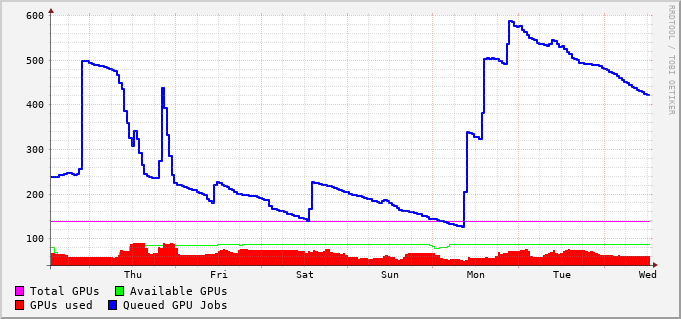 600
500
400
300
200
100
Thu Fri Sat Sun Mon Tue Wed
Total GPUs Available GPUs
GPUs used Queued GPU Jobs
RRDTOOL / TOBI OETIKER